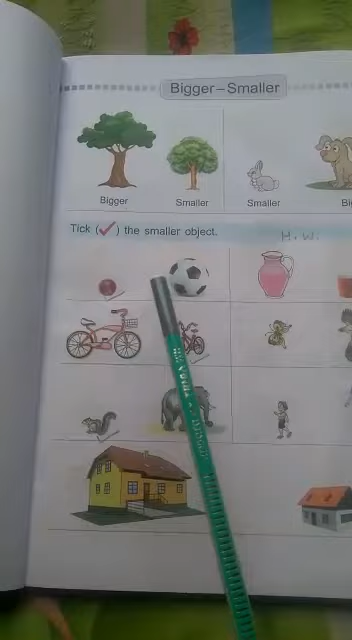 Bigger – Smaller
Bigger
Smaller
Smaller
Tick (✓) the smaller object.
H.W.